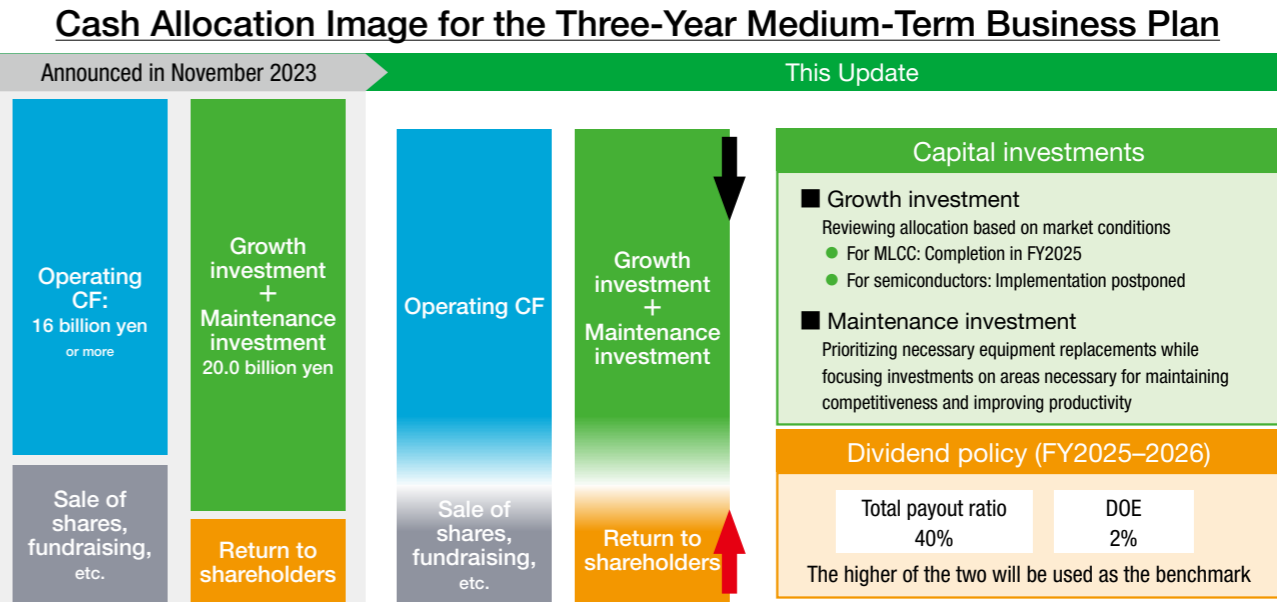 Cash Allocation Image for the Three-Year Medium-Term Business Plan
Announced in November 2023
This Update
Operating
CF:
16 billion yen
or more
Sale of
shares,
fundraising,
etc.
Growth
investment
+
Maintenance
investment
20.0 billion yen
Return to
shareholders
Operating CF
Sale of
shares,
fundraising,
etc.
Growth
investment
+
Maintenance
investment
Return to
shareholders
Capital investments
■ Growth investment
Reviewing allocation based on market conditions
● For MLCC: Completion in FY2025
● For semiconductors: Implementation postponed
■ Maintenance investment
Prioritizing necessary equipment replacements while
focusing investments on areas necessary for maintaining
competitiveness and improving productivity
Dividend policy (FY2025–2026)
Total payout ratio
40%
DOE
2%
The higher of the two will be used as the benchmark